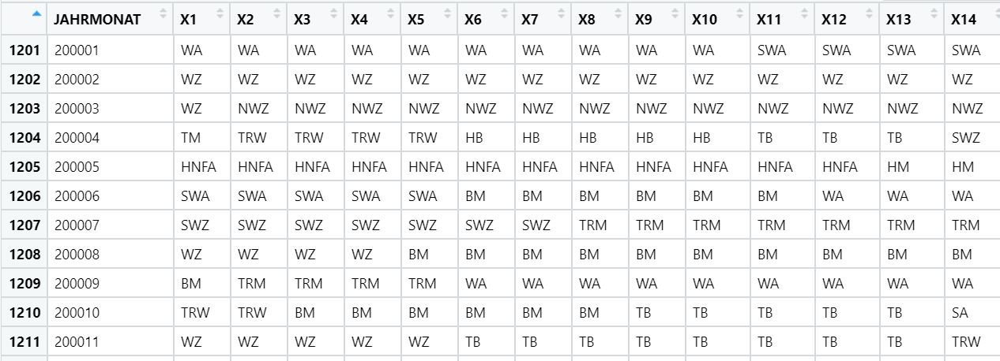 JAHRMONAT X1 X2 X3 X4 X5 X6 X7 X8 X9 X10 X11 X12 X13 X14
1201 200001 WA WA WA WA WA WA WA WA WA WA SWA SWA SWA SWA
1202 200002 WZ WZ WZ WZ WZ WZ WZ WZ WZ WZ WZ WZ WZ WZ
1203 200003 WZ NWZ NWZ NWZ NWZ NWZ NWZ NWZ NWZ NWZ NWZ NWZ NWZ NWZ
1204 200004 TM TRW TRW TRW TRW HB HB HB HB HB TB TB TB SWZ
1205 200005 HNFA HNFA HNFA HNFA HNFA HNFA HNFA HNFA HNFA HNFA HNFA HNFA HM HM
1206 200006 SWA SWA SWA SWA SWA BM BM BM BM BM BM WA WA WA
1207 200007 SWZ SWZ SWZ SWZ SWZ SWZ SWZ TRM TRM TRM TRM TRM TRM TRM
1208 200008 WZ WZ WZ WZ BM BM BM BM BM BM BM BM BM BM
1209 200009 BM TRM TRM TRM TRM WA WA WA WA WA WA WA WA WA
1210 200010 TRW TRW BM BM BM BM BM BM TB TB TB TB TB SA
1211 200011 WZ WZ WZ WZ WZ TB TB TB TB TB TB TB TB TRW